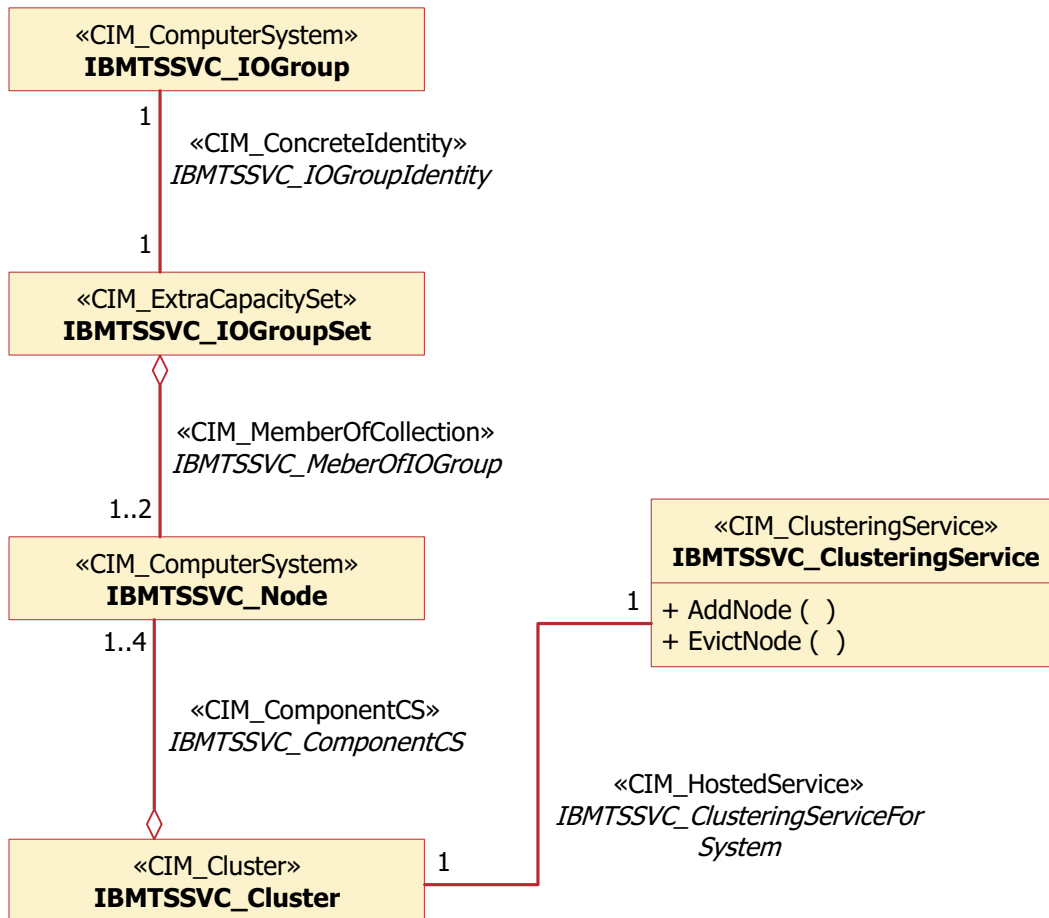 «CIM_ComputerSystem»
IBMTSSVC_IOGroup
1
«CIM_ConcreteIdentity»
IBMTSSVC_IOGroupIdentity
1
«CIM_ExtraCapacitySet»
IBMTSSVC_IOGroupSet
«CIM_MemberOfCollection»
IBMTSSVC_MeberOfIOGroup
1..2
«CIM_ComputerSystem»
IBMTSSVC_Node
1..4
«CIM_ClusteringService»
IBMTSSVC_ClusteringService
1
+ AddNode ( )
+ EvictNode ( )
«CIM_ComponentCS»
IBMTSSVC_ComponentCS
«CIM_HostedService»
IBMTSSVC_ClusteringServiceFor
System
«CIM_Cluster»
IBMTSSVC_Cluster
1